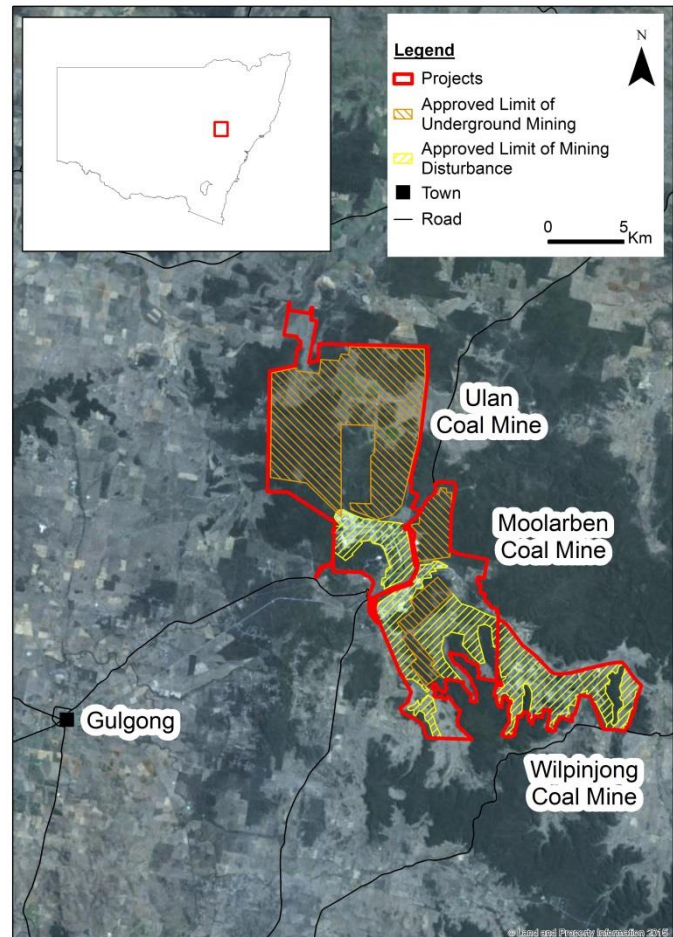 N
Legend
Projects
Approved Limit of
Underground Mining
Approved Limit of Mining
Disturbance
Town
Road
0 5
Km
Ulan
Coal Mine
Moolarben
Coal Mine
Gulgong
Wilpinjong
Coal Mine
© Land and Property Information 2015